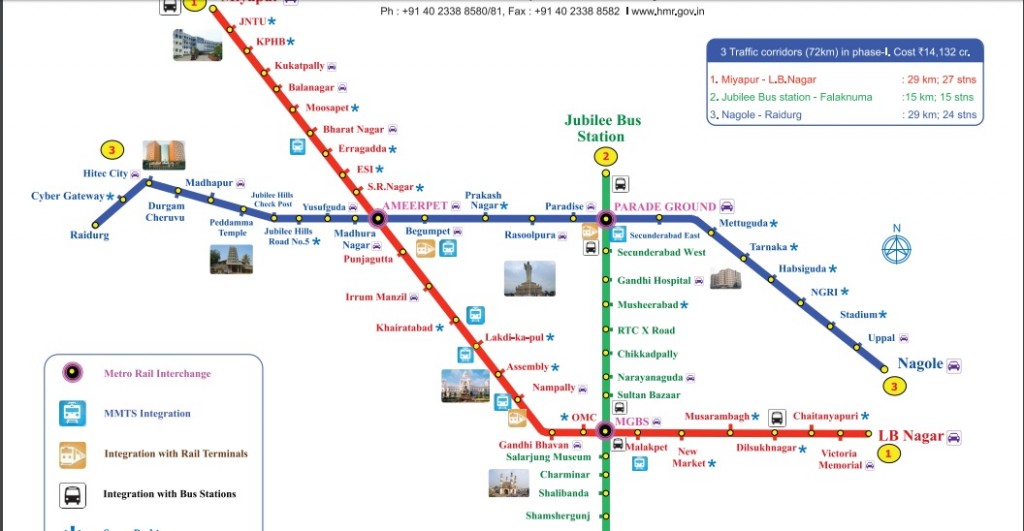 Miyapur
1
Ph : +91 40 2338 8580/81, Fax : +91 40 2338 8582 I www.hmr.gov.in
3 Traffic corridors (72km) in phase-I. Cost ₹14,132 cr.
1. Miyapur - L.B.Nagar : 29 km; 27 stns
2. Jubilee Bus station - Falaknuma :15 km; 15 stns
3, Nagole - Raidurg : 29 km; 24 stns
JNTU
KPHB
Kukatpally
Balanagar
Moosapet
Bharat Nagar
Erragadda
ESI
S.R.Nagar
AMEERPET
Punjagutta
Irrum Manzil
Khairatabad
Lakdi-ka-pul
Assembly
Nampally
Gandhi Bhavan
OMC
MGBS
Malakpet
New
Market
Musarambagh
Dilsukhnagar
Chaitanyapuri
Victoria
Memorial
LB Nagar
1
3
Hitec City
Cyber Gateway
Raidurg
Durgam
Cheruvu
Madhapur
Peddamma
Temple
Jubilee Hills
Check Post
Jubilee Hills
Road No.5
Yusufguda
Madhura
Nagar
Begumpet
Prakash
Nagar
Rasoolpura
Paradise
PARADE GROUND
Secunderabad East
Mettuguda
Tarnaka
Habsiguda
NGRI
Stadium
Uppal
Nagole
3
N
Jubilee Bus
Station
2
Secunderabad West
Gandhi Hospital
Musheerabad
RTC X Road
Chikkadpally
Narayanaguda
Sultan Bazaar
Salarjung Museum
Charminar
Shalibanda
Shamshergunj
Metro Rail Interchange
MMTS Integration
Integration with Rail Terminals
Integration with Bus Stations